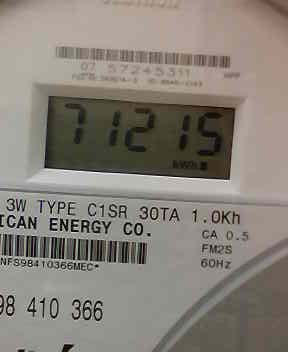 07 57245311
71215
kWh
3W TYPE C1SR 30TA 1.0Kh
ICAN ENERGY CO.
CA 0.5
FM2S
NFS98410366MEC*
60Hz
98 410 366